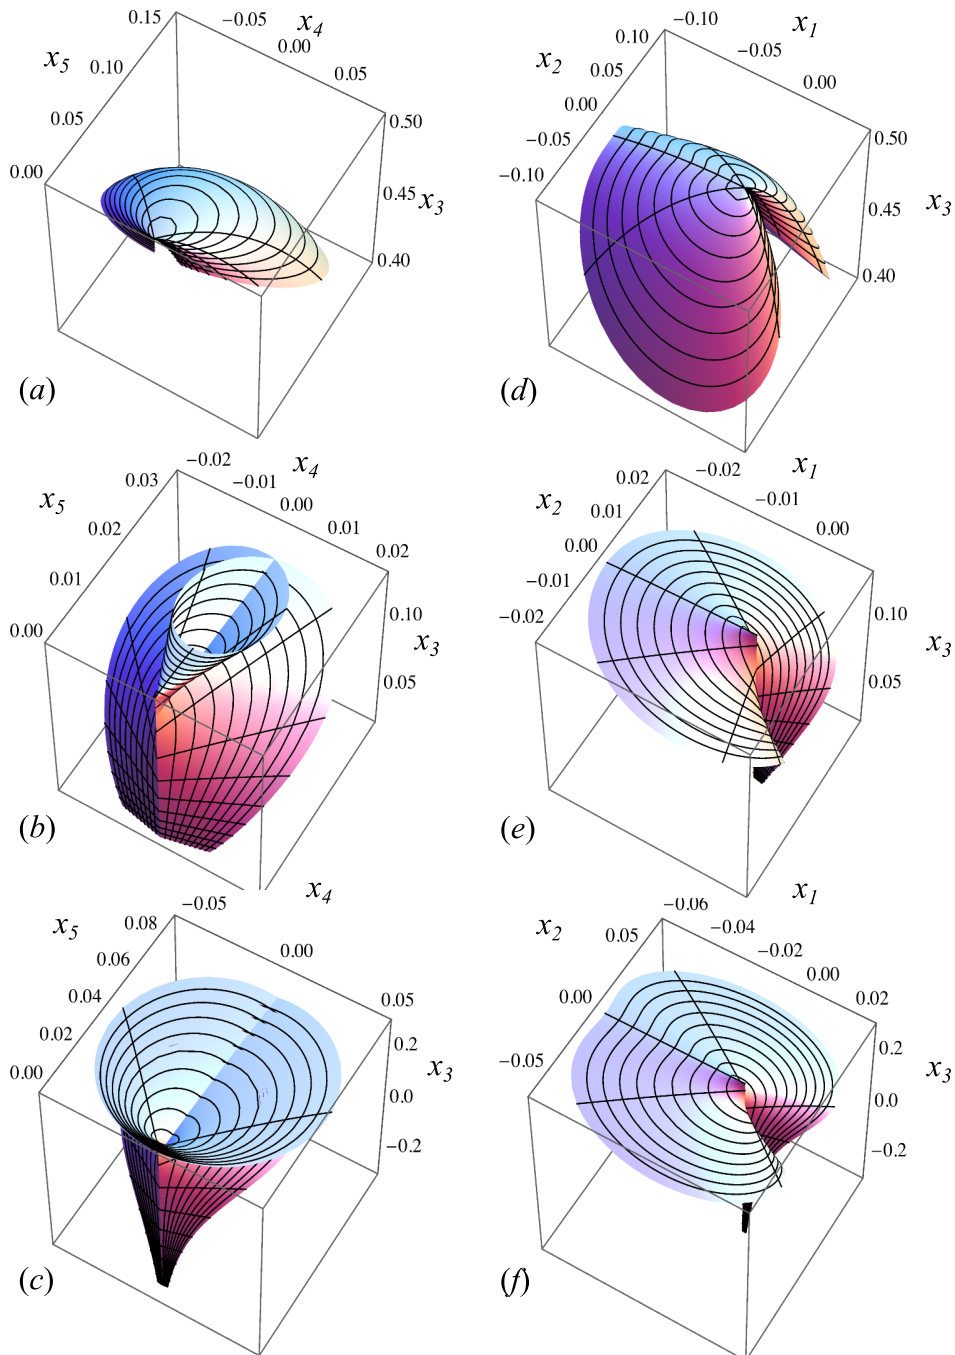 0.15 −0.05 x4 0.00 0.05
x5 0.10 0.05 0.00
0.50 0.45 x3 0.40
(a)
0.10 −0.10 x1 −0.05 0.00
x2 0.05 0.00 −0.05 −0.10
0.50 0.45 x3 0.40
(d)
0.03 −0.02 x4 −0.01 0.00 0.01 0.02
x5 0.02 0.01 0.00
0.10 x3 0.05
(b)
0.02 −0.02 x1 −0.01 0.00
x2 0.01 0.00 −0.01 −0.02
0.10 x3 0.05
(e)
0.08 −0.05 x4 0.00 0.05
x5 0.06 0.04 0.02 0.00
0.2 x3 0.0 −0.2
(c)
−0.06 x1 −0.04 −0.02 0.00 0.02
x2 0.05 0.00 −0.05
0.2 x3 0.0 −0.2
(f)